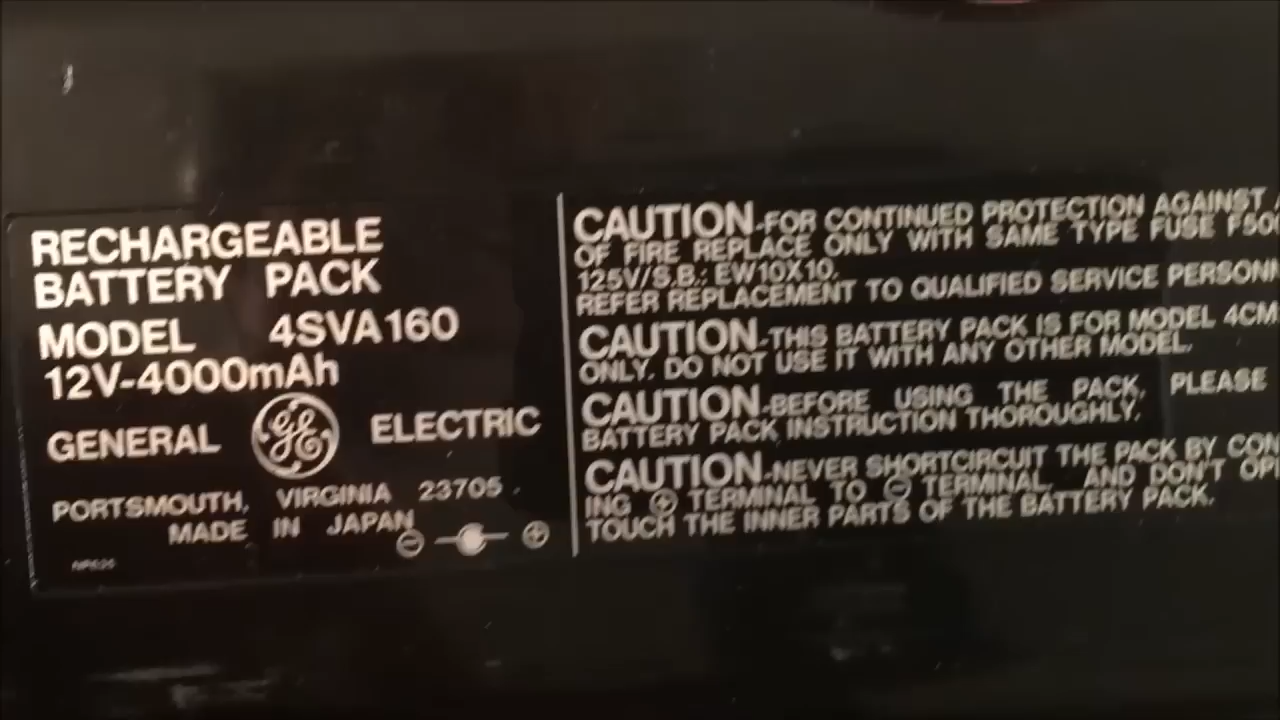 RECHARGEABLE
BATTERY PACK
MODEL 4SVA160
12V-4000mAh
GENERAL GE ELECTRIC
PORTSMOUTH, VIRGINIA 23705
MADE IN JAPAN
⊖ ⊕
CAUTION-FOR CONTINUED PROTECTION AGAINST
OF FIRE REPLACE ONLY WITH SAME TYPE FUSE
125V/S.B.: EW10X10.
REFER REPLACEMENT TO QUALIFIED SERVICE
CAUTION-THIS BATTERY PACK IS FOR MODEL 4CM
ONLY. DO NOT USE IT WITH ANY OTHER MODEL.
CAUTION-BEFORE USING THE PACK, PLEASE
BATTERY PACK INSTRUCTION THOROUGHLY.
CAUTION-NEVER SHORTCIRCUIT THE PACK BY CON
ING ⊕ TERMINAL TO ⊖ TERMINAL, AND DON'T OP
TOUCH THE INNER PARTS OF THE BATTERY PACK.